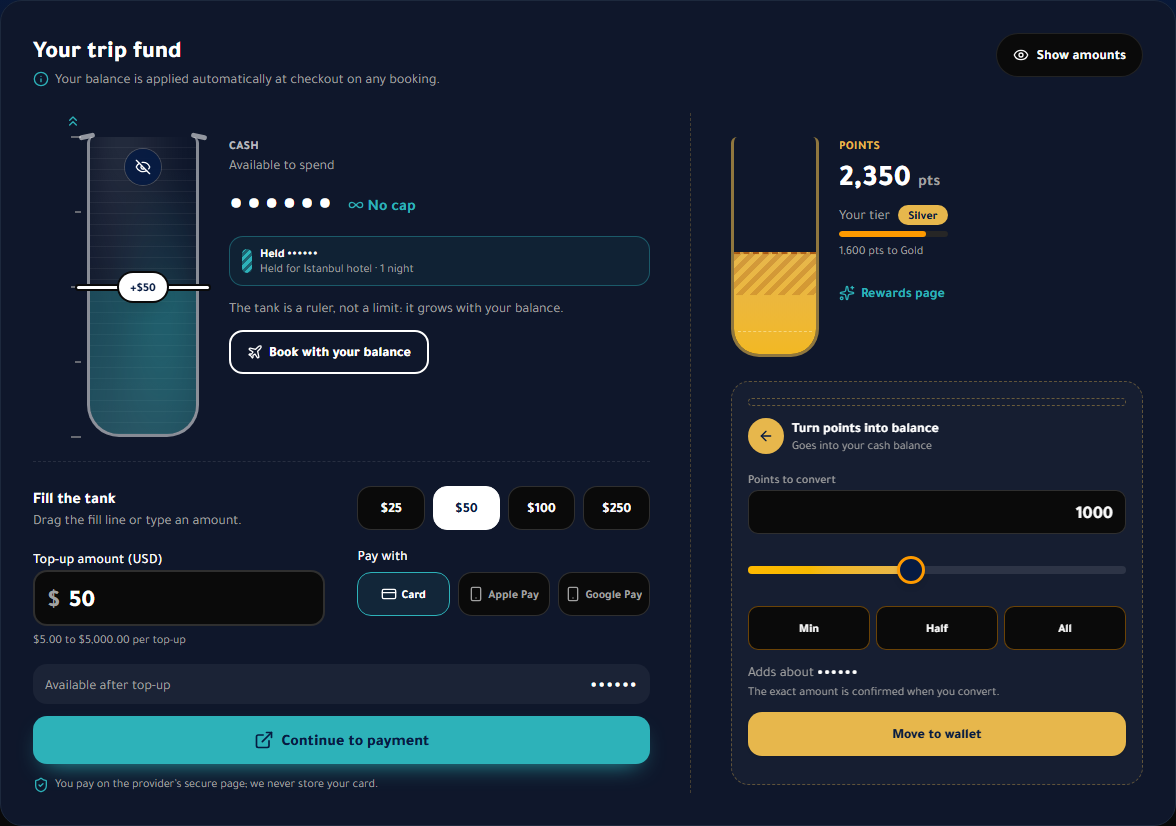 Your trip fund
Your balance is applied automatically at checkout on any booking.
Show amounts
+$50
CASH
Available to spend
•••••• ∞ No cap
Held ••••••
Held for Istanbul hotel · 1 night
The tank is a ruler, not a limit: it grows with your balance.
Book with your balance
POINTS
2,350 pts
Your tier Silver
1,600 pts to Gold
Rewards page
Fill the tank
Drag the fill line or type an amount.
$25 $50 $100 $250
Top-up amount (USD)
$ 50
$5.00 to $5,000.00 per top-up
Pay with
Card Apple Pay Google Pay
Available after top-up ••••••
Continue to payment
You pay on the provider's secure page; we never store your card.
Turn points into balance
Goes into your cash balance
Points to convert
1000
Min Half All
Adds about ••••••
The exact amount is confirmed when you convert.
Move to wallet